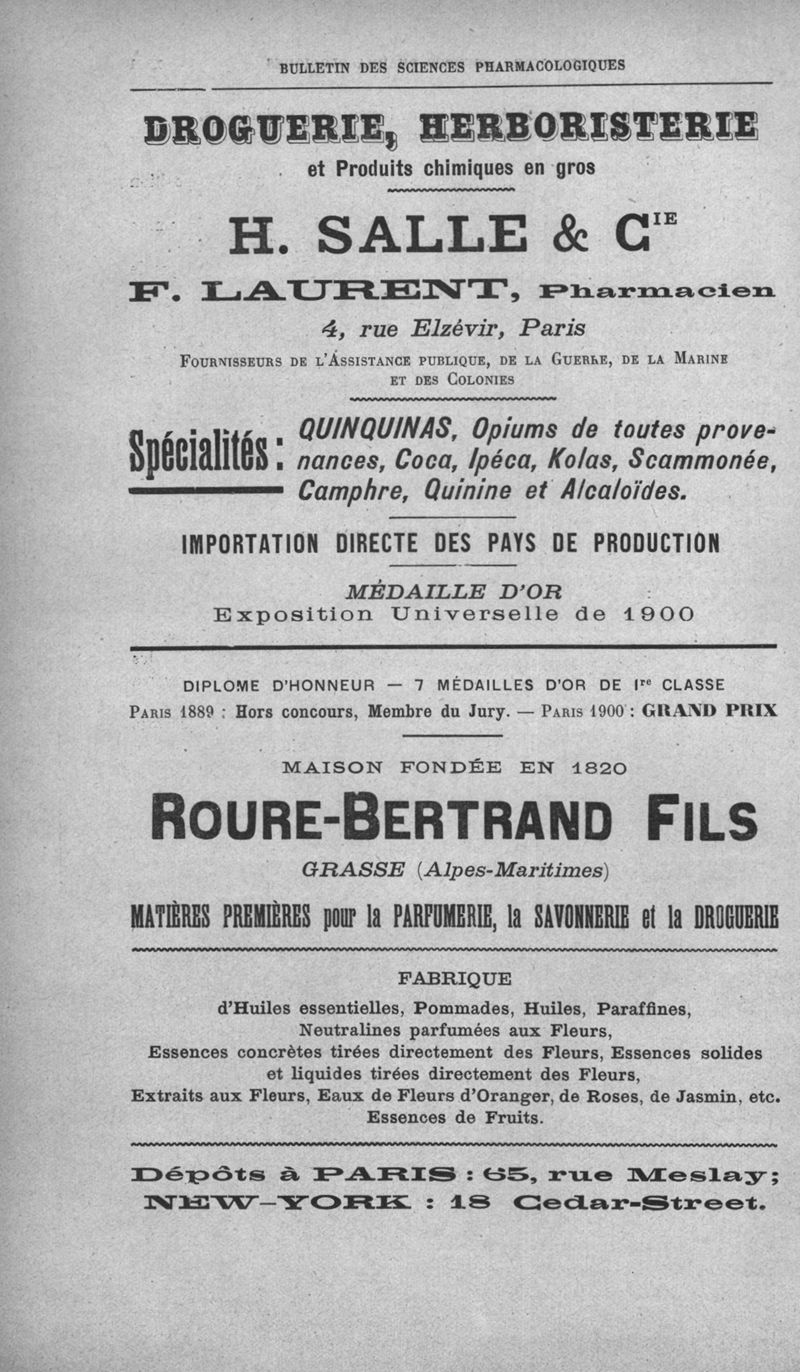 BULLETIN DES SCIENCES PHARMACOLOGIQUES
DROGUERIE, HERBORISTERIE
et Produits chimiques en gros
H. SALLE & CIE
F. LAURENT, Pharmacien
4, rue Elzévir, Paris
FOURNISSEURS DE L'ASSISTANCE PUBLIQUE, DE LA GUERRE, DE LA MARINE
ET DES COLONIES
Spécialités : QUINQUINAS, Opiums de toutes prove-
nances, Coca, Ipéca, Kolas, Scammonée,
Camphre, Quinine et Alcaloïdes.
IMPORTATION DIRECTE DES PAYS DE PRODUCTION
MÉDAILLE D'OR
Exposition Universelle de 1900
DIPLOME D'HONNEUR — 7 MÉDAILLES D'OR DE Ire CLASSE
PARIS 1889 : Hors concours, Membre du Jury. — PARIS 1900 : GRAND PRIX
MAISON FONDÉE EN 1820
ROURE-BERTRAND FILS
GRASSE (Alpes-Maritimes)
MATIÈRES PREMIÈRES pour la PARFUMERIE, la SAVONNERIE et la DROGUERIE
FABRIQUE
d'Huiles essentielles, Pommades, Huiles, Paraffines,
Neutralines parfumées aux Fleurs,
Essences concrètes tirées directement des Fleurs, Essences solides
et liquides tirées directement des Fleurs,
Extraits aux Fleurs, Eaux de Fleurs d'Oranger, de Roses, de Jasmin, etc.
Essences de Fruits.
Dépôts à PARIS : 65, rue Meslay;
NEW-YORK : 18 Cedar-Street.